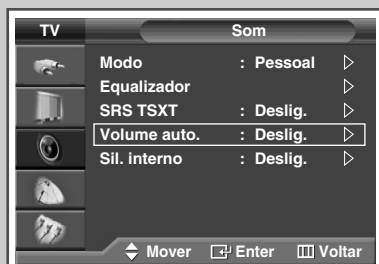 TV Som
Modo : Pessoal
Equalizador
SRS TSXT : Deslig.
Volume auto. : Deslig.
Sil. interno : Deslig.
Mover Enter Voltar